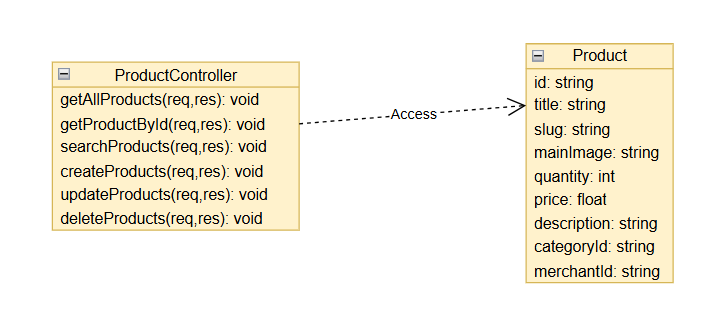 ProductController
getAllProducts(req,res): void
getProductById(req,res): void
searchProducts(req,res): void
createProducts(req,res): void
updateProducts(req,res): void
deleteProducts(req,res): void
Access
Product
id: string
title: string
slug: string
mainImage: string
quantity: int
price: float
description: string
categoryId: string
merchantId: string